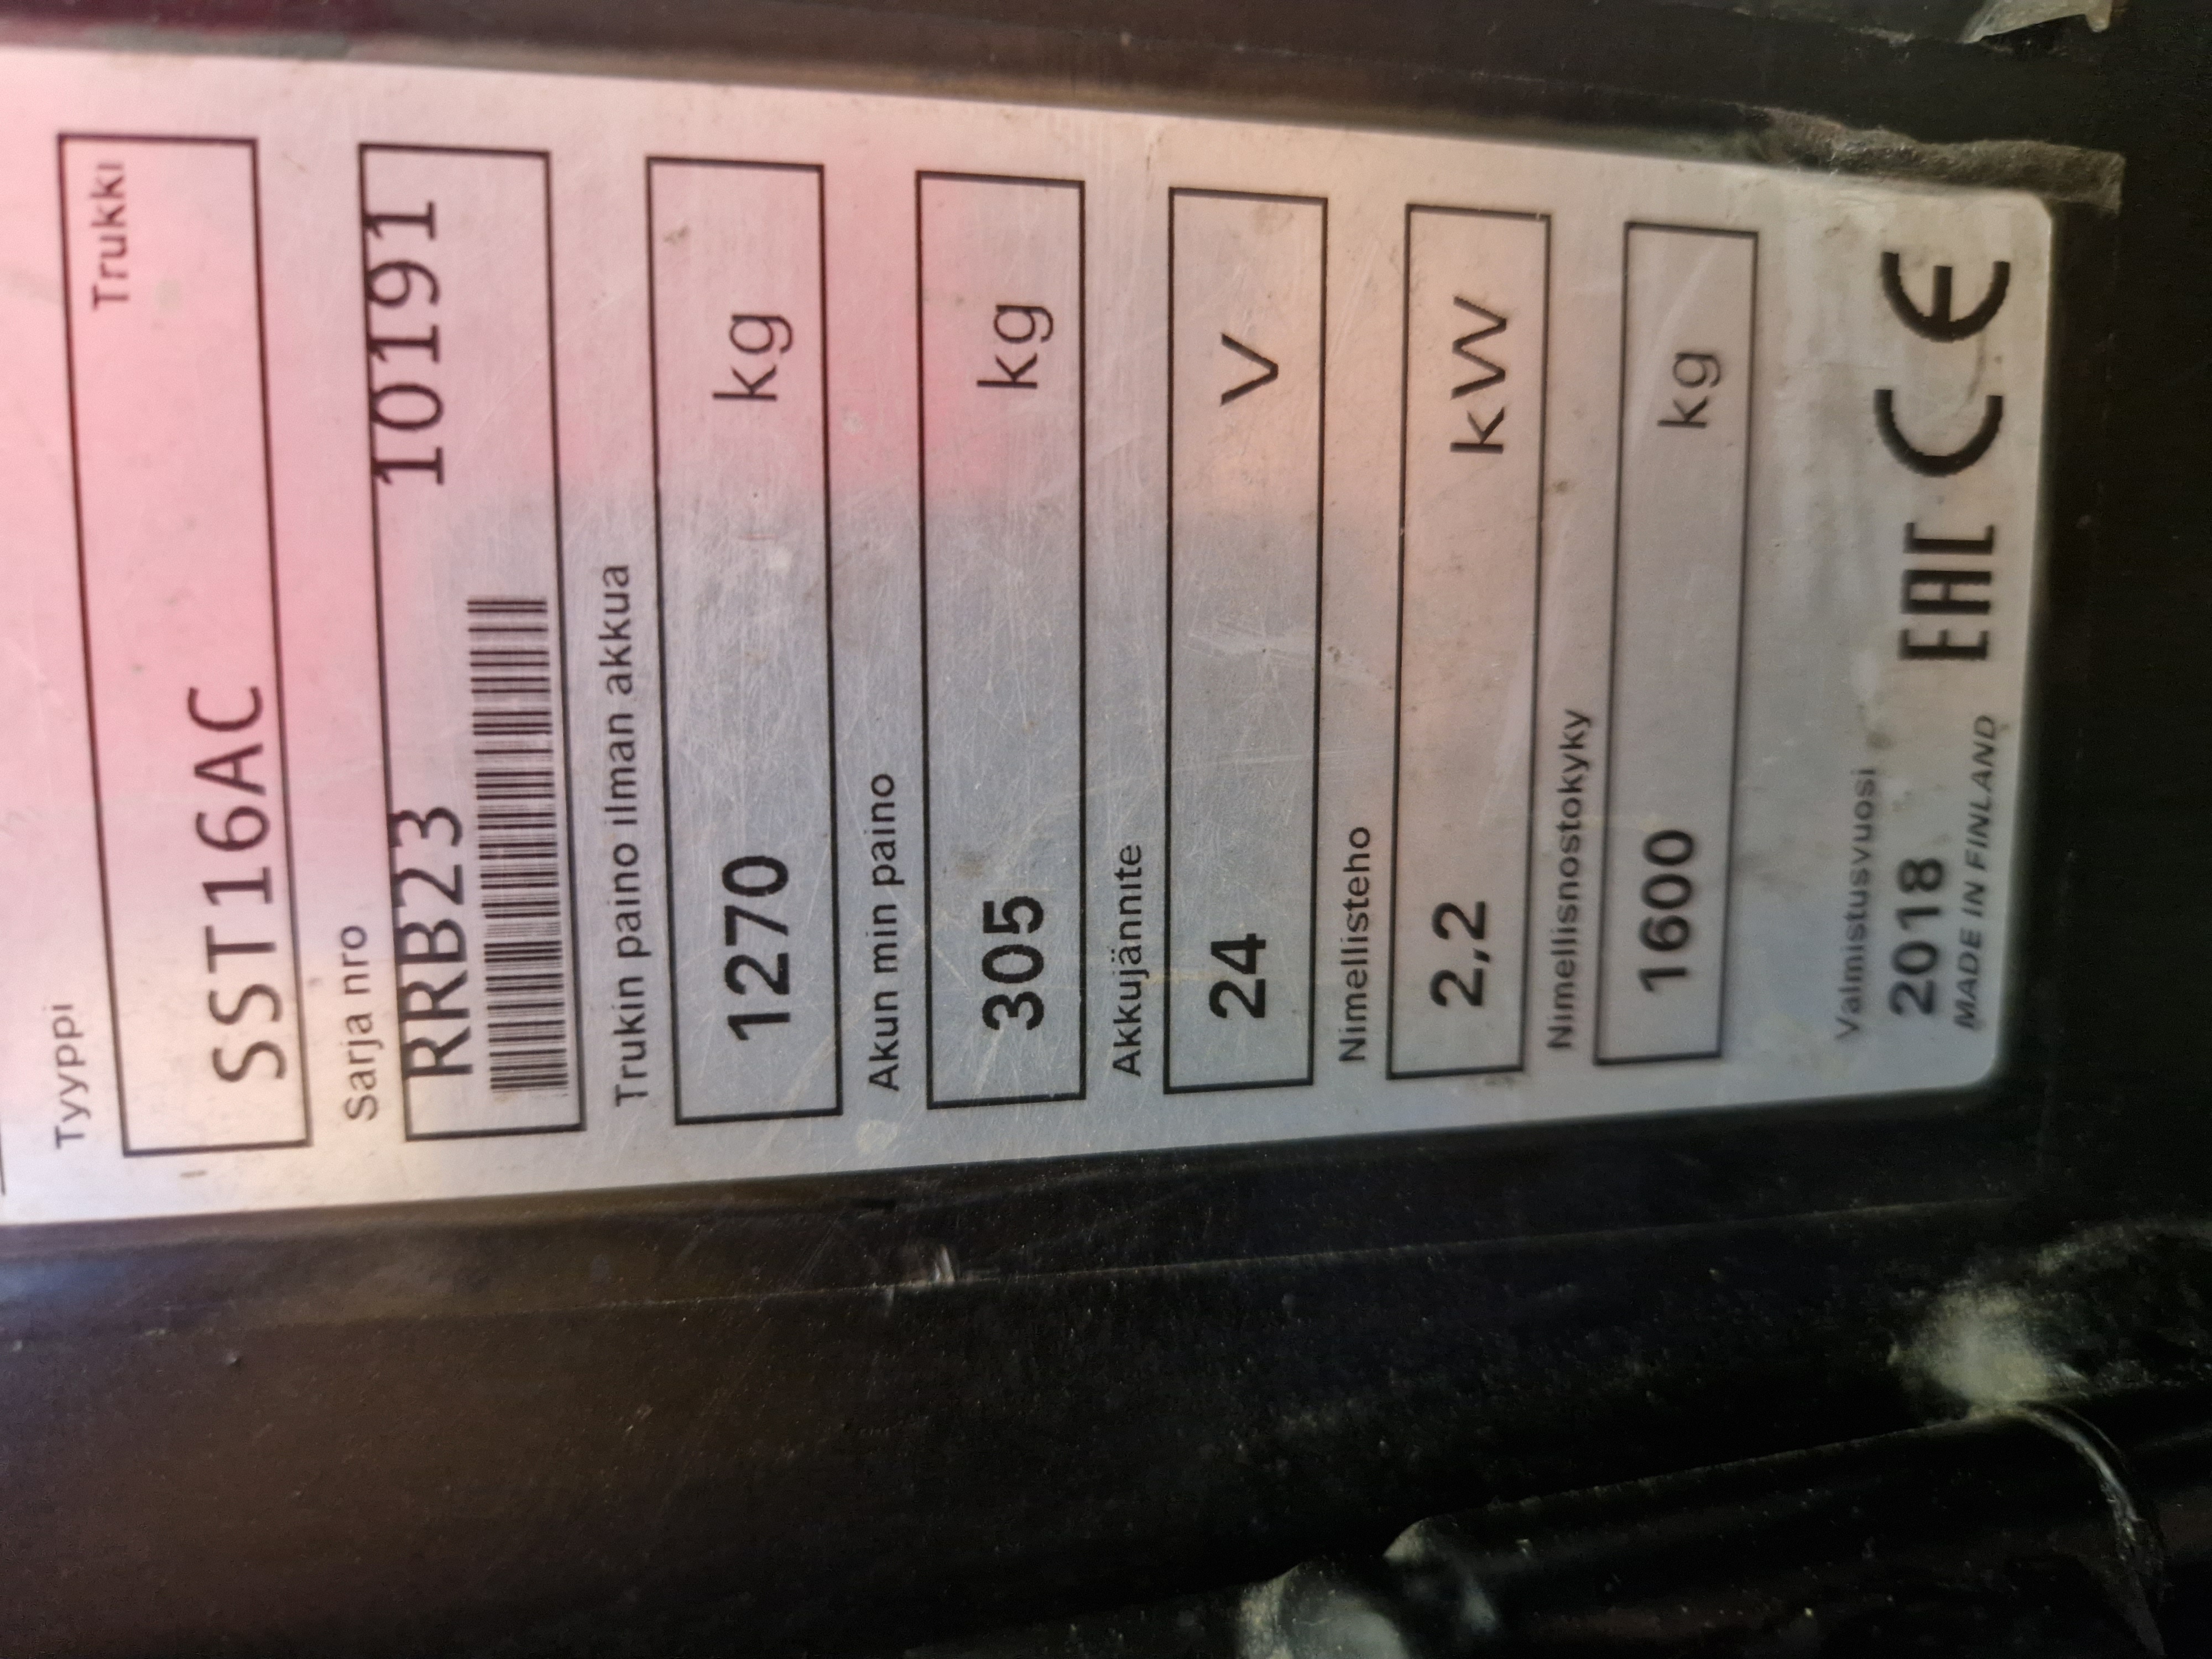 Trukki
Tyyppi
SST16AC
Sarja nro
RRB23 10191
Trukin paino ilman akkua
1270 kg
Akun min paino
305 kg
Akkujännite
24 V
Nimellisteho
2,2 kW
Nimellisnostokyky
1600 kg
Valmistusvuosi
2018
MADE IN FINLAND
EAC CE